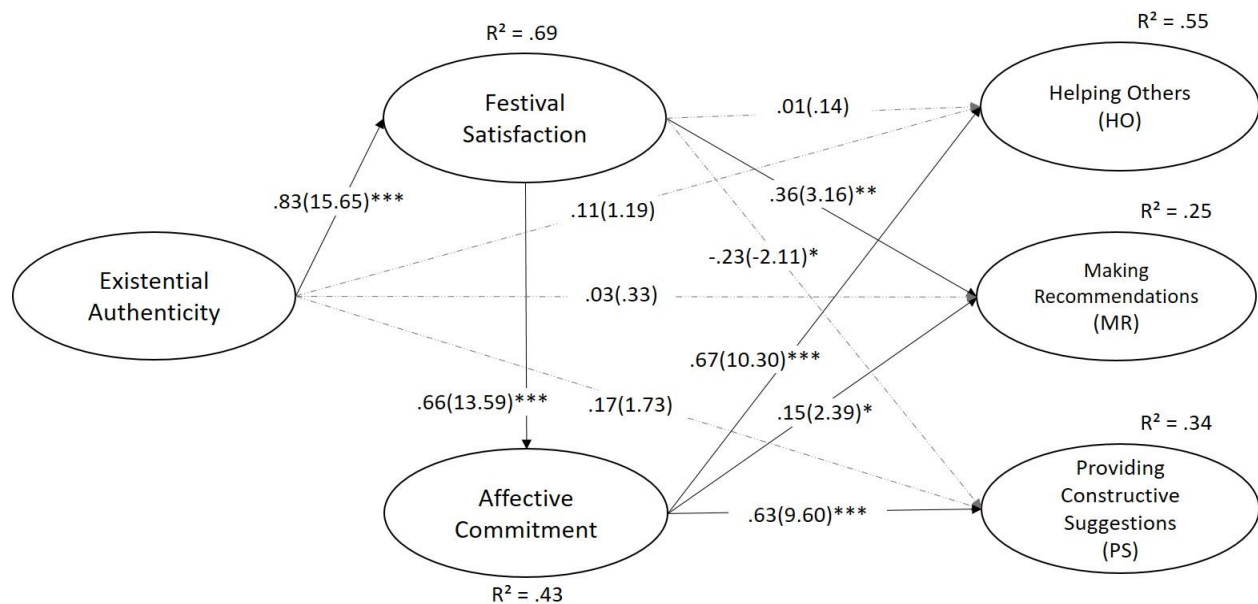 R² = .69
R² = .55
Festival
Satisfaction
Helping Others
(HO)
.01(.14)
.83(15.65)***
.36(3.16)**
.11(1.19)
R² = .25
-.23(-2.11)*
Existential
Authenticity
.03(.33)
Making
Recommendations
(MR)
.67(10.30)***
.66(13.59)***
.17(1.73)
.15(2.39)*
R² = .34
Affective
Commitment
.63(9.60)***
Providing
Constructive
Suggestions
(PS)
R² = .43